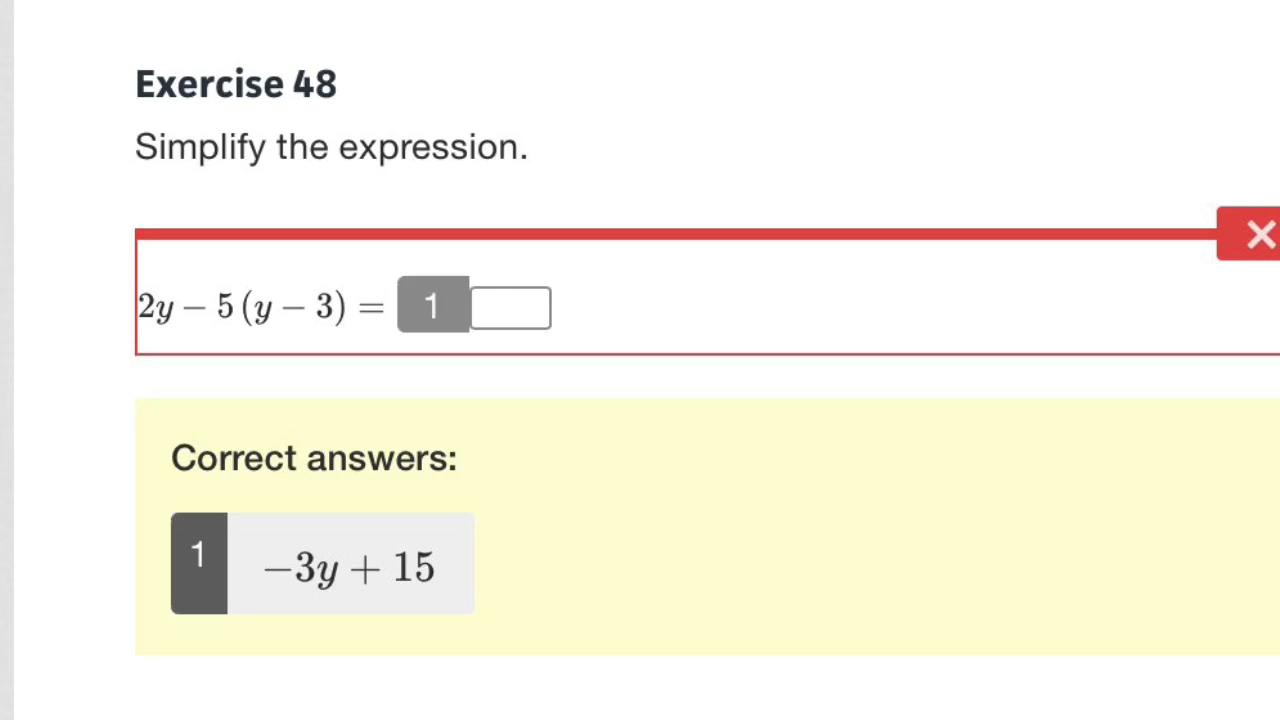 Exercise 48
Simplify the expression.
2y – 5 (y – 3) = 1
Correct answers:
1 −3y + 15